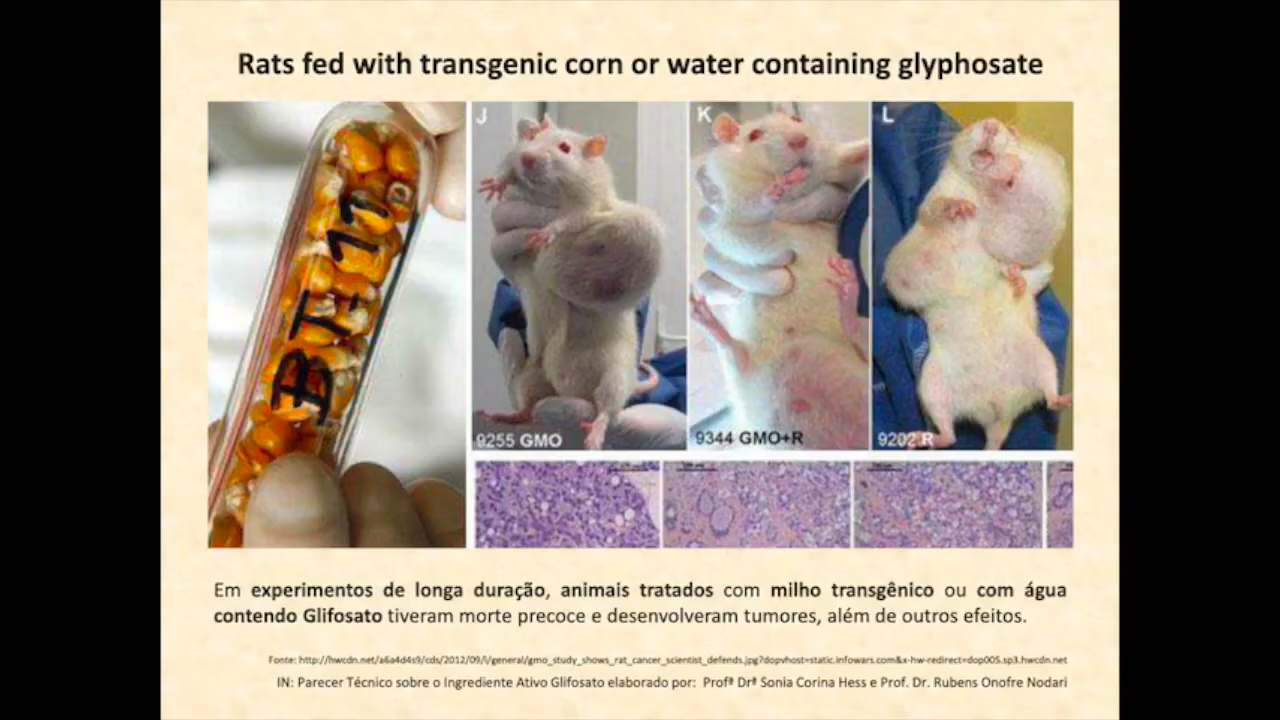 Rats fed with transgenic corn or water containing glyphosate
BT-11
J
K
L
9255 GMO
9344 GMO+R
9202 R
Em experimentos de longa duração, animais tratados com milho transgênico ou com água
contendo Glifosato tiveram morte precoce e desenvolveram tumores, além de outros efeitos.
Fonte: http://hwcdn.net/a6a4d4s9/cds/2012/09/i/general/gmo_study_shows_rat_cancer_scientist_defends.jpg?dopvhost=static.infowars.com&x-hw-redirect=dop005.sp3.hwcdn.net
IN: Parecer Técnico sobre o Ingrediente Ativo Glifosato elaborado por: Profª Drª Sonia Corina Hess e Prof. Dr. Rubens Onofre Nodari